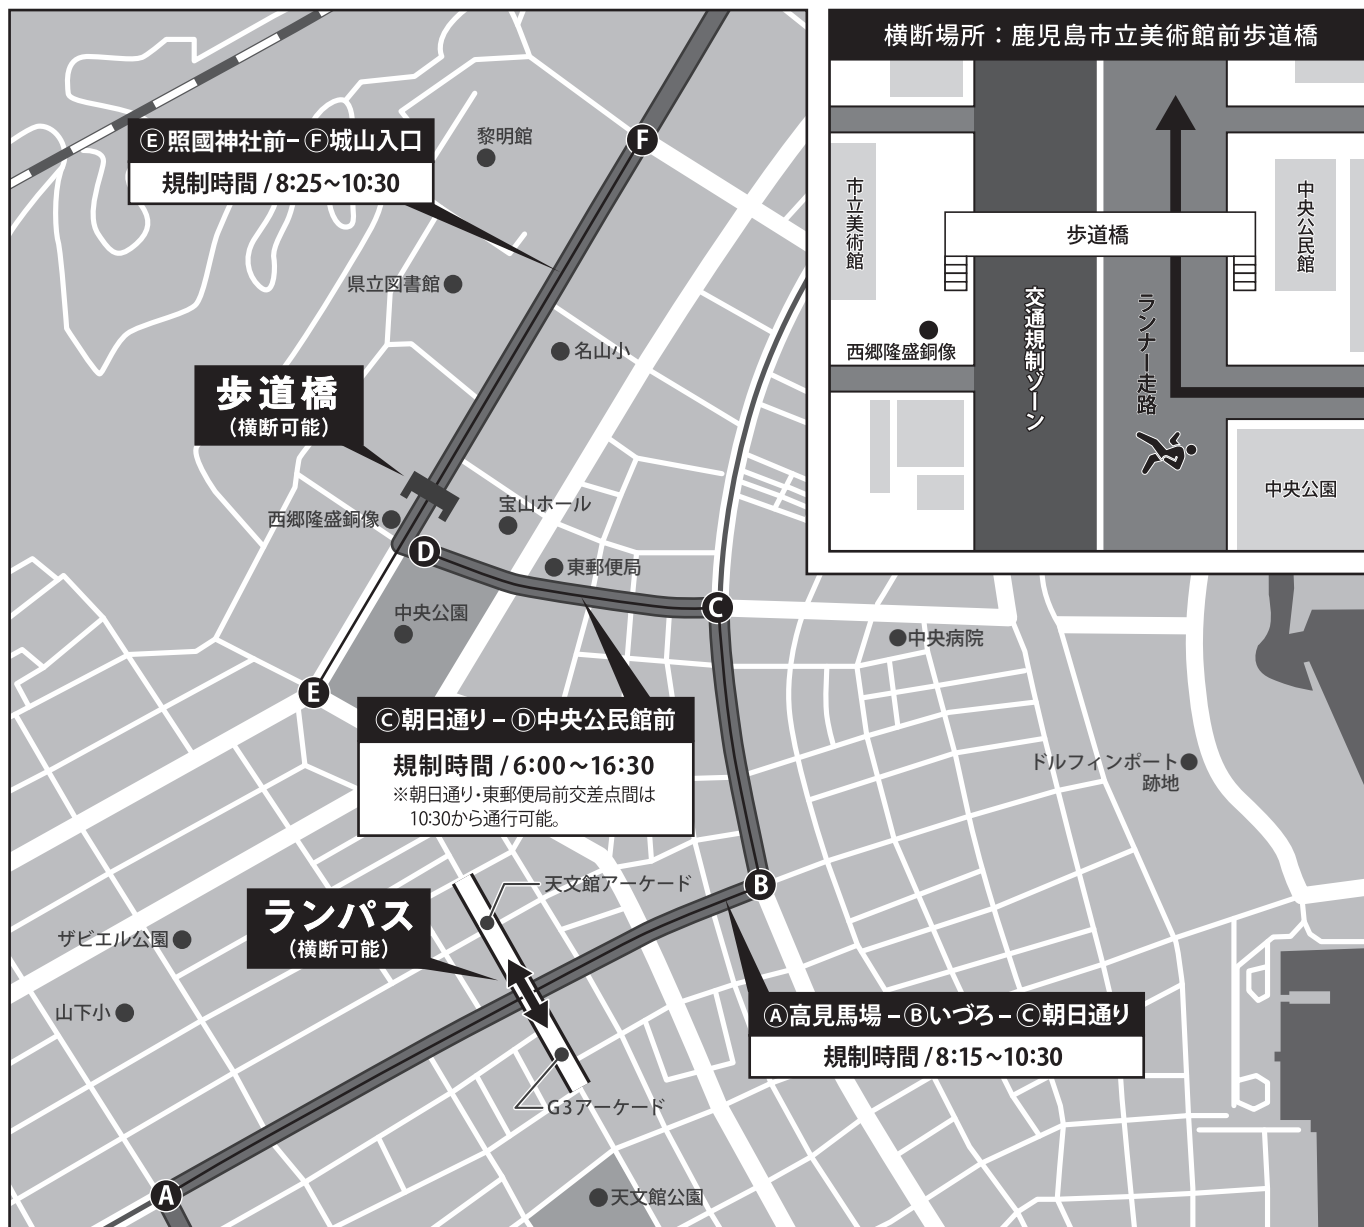 横断場所：鹿児島市立美術館前歩道橋
市立美術館
歩道橋
中央公民館
交通規制ゾーン
ランナー走路
西郷隆盛銅像
中央公園
Ⓔ照國神社前−Ⓕ城山入口
規制時間 / 8:25〜10:30
黎明館
F
県立図書館
名山小
歩道橋
（横断可能）
西郷隆盛銅像
宝山ホール
D
東郵便局
C
中央公園
中央病院
E
Ⓒ朝日通り−Ⓓ中央公民館前
規制時間 / 6:00〜16:30
※朝日通り・東郵便局前交差点間は
10:30から通行可能。
ドルフィンポート
跡地
B
天文館アーケード
ランパス
（横断可能）
ザビエル公園
山下小
Ⓐ高見馬場−Ⓑいづろ−Ⓒ朝日通り
規制時間 / 8:15〜10:30
G3アーケード
A
天文館公園